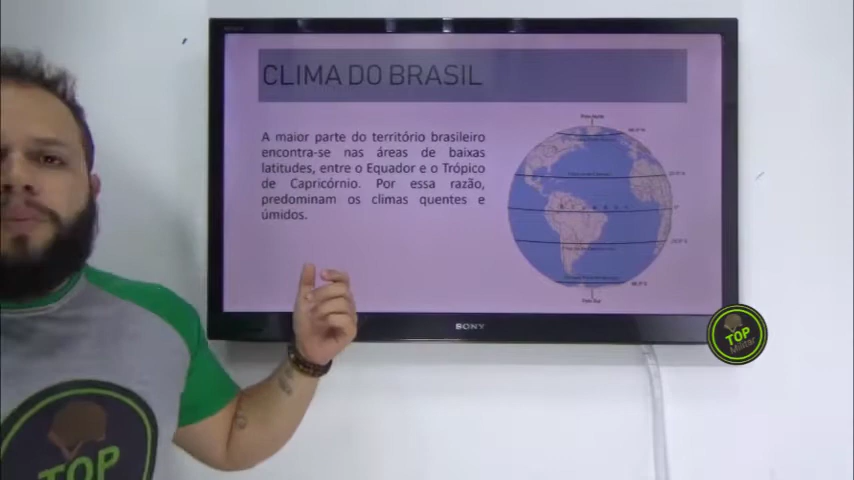 CLIMA DO BRASIL
A maior parte do território brasileiro
encontra-se nas áreas de baixas
latitudes, entre o Equador e o Trópico
de Capricórnio. Por essa razão,
predominam os climas quentes e
úmidos.
SONY
TOP
Militar
TOP